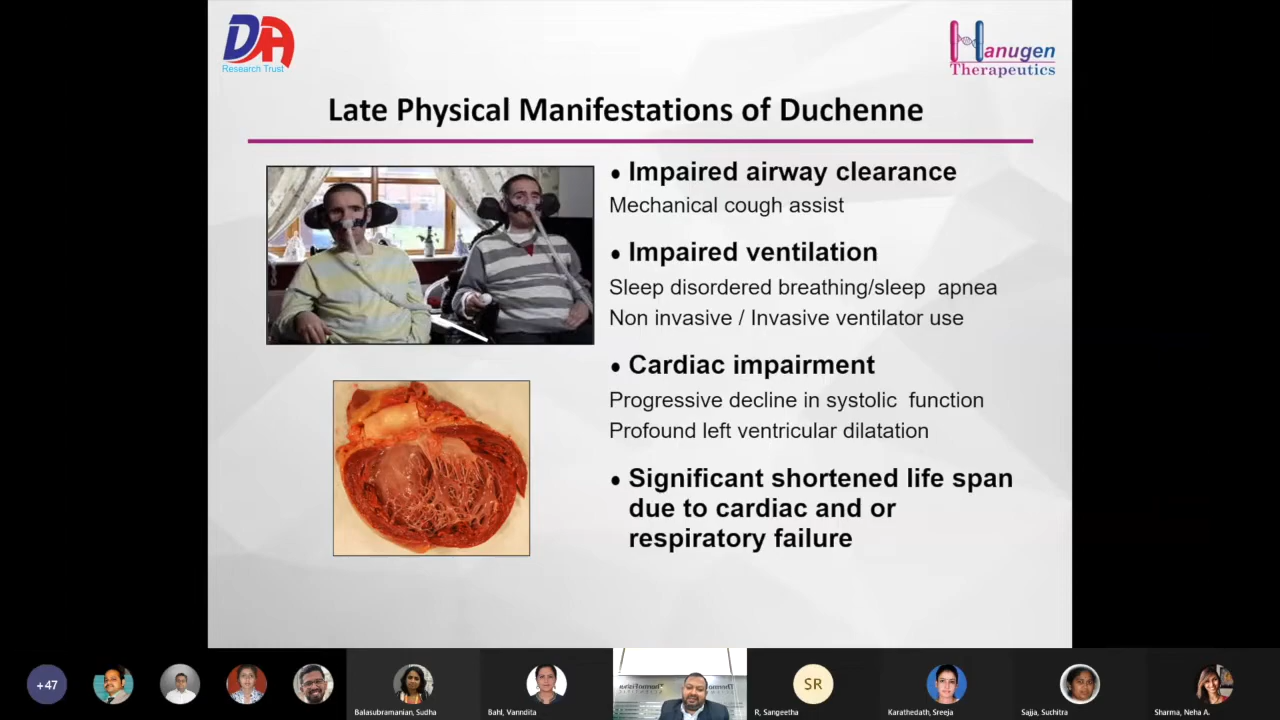 DA
Research Trust
Hanugen
Therapeutics
Late Physical Manifestations of Duchenne
• Impaired airway clearance
Mechanical cough assist
• Impaired ventilation
Sleep disordered breathing/sleep apnea
Non invasive / Invasive ventilator use
• Cardiac impairment
Progressive decline in systolic function
Profound left ventricular dilatation
• Significant shortened life span
due to cardiac and or
respiratory failure
+47
SR
Balasubramanian, Sudha
Bahl, Vanndita
R, Sangeetha
Karathedath, Sreeja
Sajja, Suchitra
Sharma, Neha A.